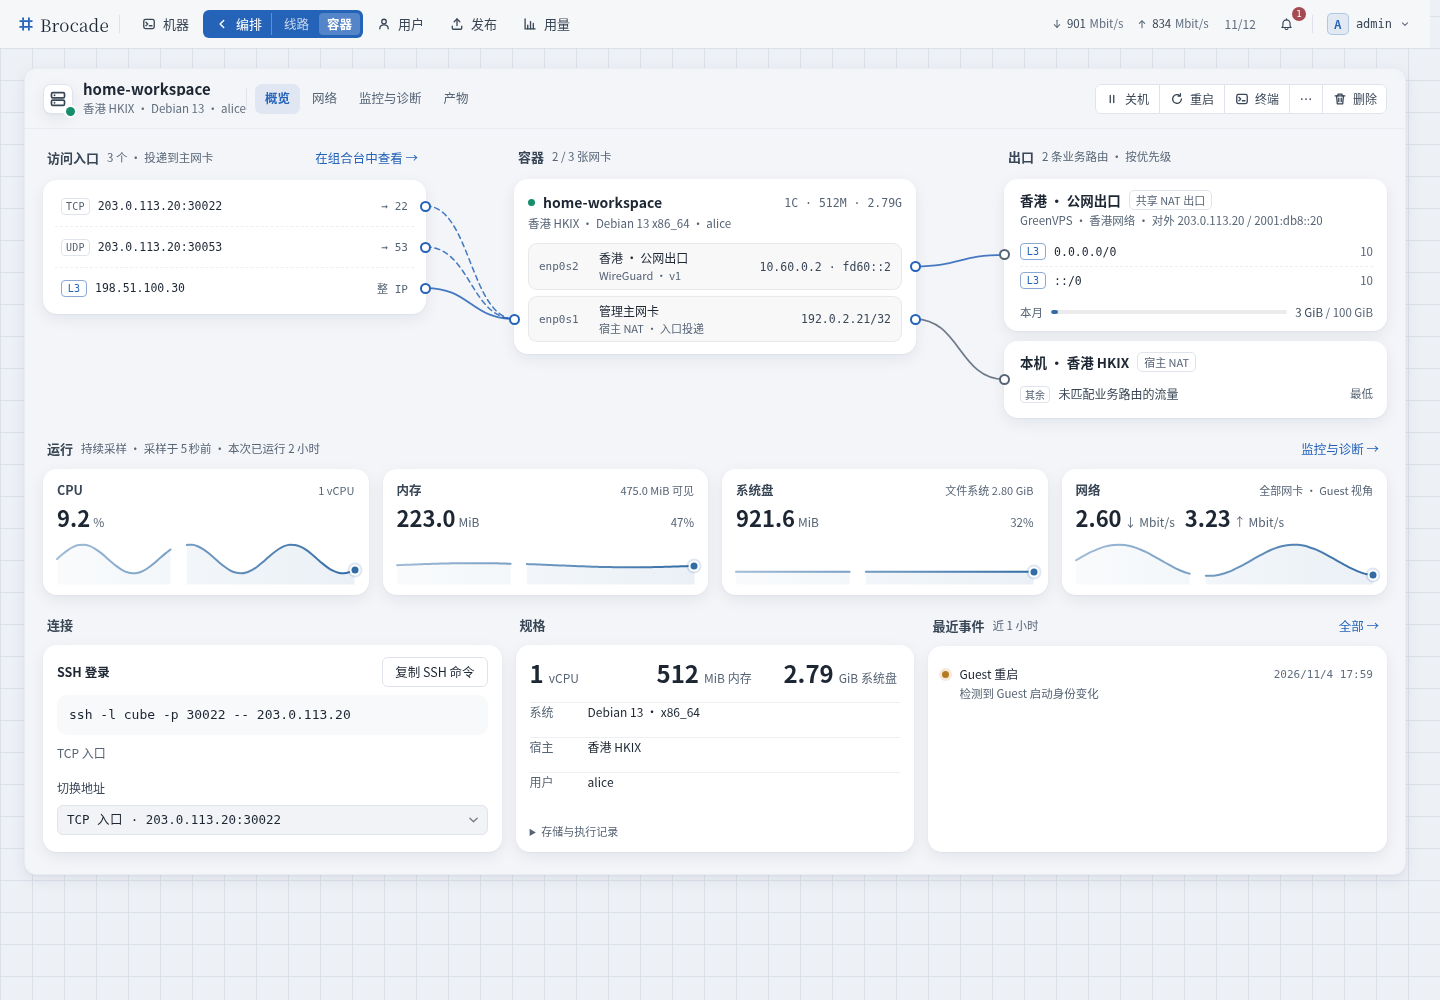 Brocade 机器 编排 线路 容器 用户 发布 用量 ↓ 901 Mbit/s ↑ 834 Mbit/s 11/12 1 A admin
home-workspace
香港 HKIX • Debian 13 • alice
概览 网络 监控与诊断 产物
关机 重启 终端 ··· 删除
访问入口 3 个 • 投递到主网卡 在组合台中查看 →
TCP 203.0.113.20:30022 → 22
UDP 203.0.113.20:30053 → 53
L3 198.51.100.30 整 IP
容器 2 / 3 张网卡
home-workspace 1C · 512M · 2.79G
香港 HKIX • Debian 13 x86_64 • alice
enp0s2 香港 • 公网出口 10.60.0.2 · fd60::2
WireGuard • v1
enp0s1 管理主网卡 192.0.2.21/32
宿主 NAT • 入口投递
出口 2 条业务路由 • 按优先级
香港 • 公网出口 共享 NAT 出口
GreenVPS • 香港网络 • 对外 203.0.113.20 / 2001:db8::20
L3 0.0.0.0/0 10
L3 ::/0 10
本月 3 GiB / 100 GiB
本机 • 香港 HKIX 宿主 NAT
其余 未匹配业务路由的流量 最低
运行 持续采样 • 采样于 5 秒前 • 本次已运行 2 小时 监控与诊断 →
CPU 1 vCPU
9.2 %
内存 475.0 MiB 可见
223.0 MiB 47%
系统盘 文件系统 2.80 GiB
921.6 MiB 32%
网络 全部网卡 • Guest 视角
2.60 ↓ Mbit/s 3.23 ↑ Mbit/s
连接
SSH 登录 复制 SSH 命令
ssh -l cube -p 30022 -- 203.0.113.20
TCP 入口
切换地址
TCP 入口 · 203.0.113.20:30022
规格
1 vCPU 512 MiB 内存 2.79 GiB 系统盘
系统 Debian 13 • x86_64
宿主 香港 HKIX
用户 alice
▶ 存储与执行记录
最近事件 近 1 小时 全部 →
Guest 重启 2026/11/4 17:59
检测到 Guest 启动身份变化